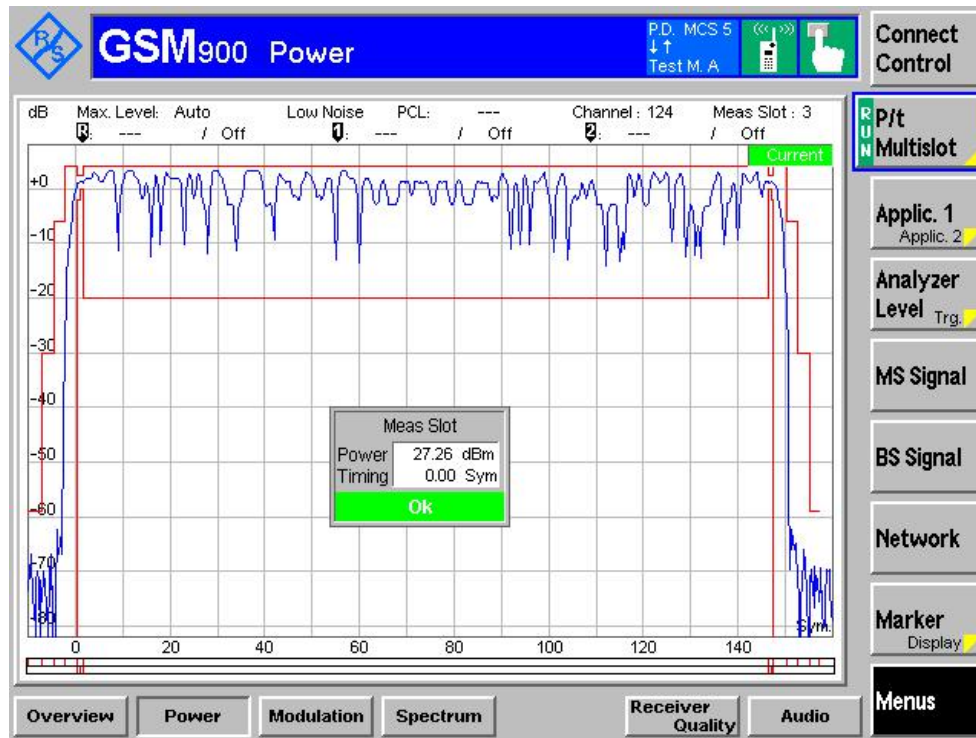 R S
GSM900 Power
P.D. MCS 5
↓ ↑
Test M. A
Connect Control
dB Max. Level: Auto Low Noise PCL: --- Channel : 124 Meas Slot : 3
R: --- / Off 1: --- / Off 2: --- / Off
RUN
P/t Multislot
Current
+0
-10
-20
-30
-40
-50
-60
-70
-80
Applic. 1
Applic. 2
Analyzer Level Trg.
MS Signal
BS Signal
Network
Marker
Display
Menus
Meas Slot
Power 27.26 dBm
Timing 0.00 Sym
Ok
0 20 40 60 80 100 120 140 Sym.
Overview Power Modulation Spectrum Receiver Quality Audio